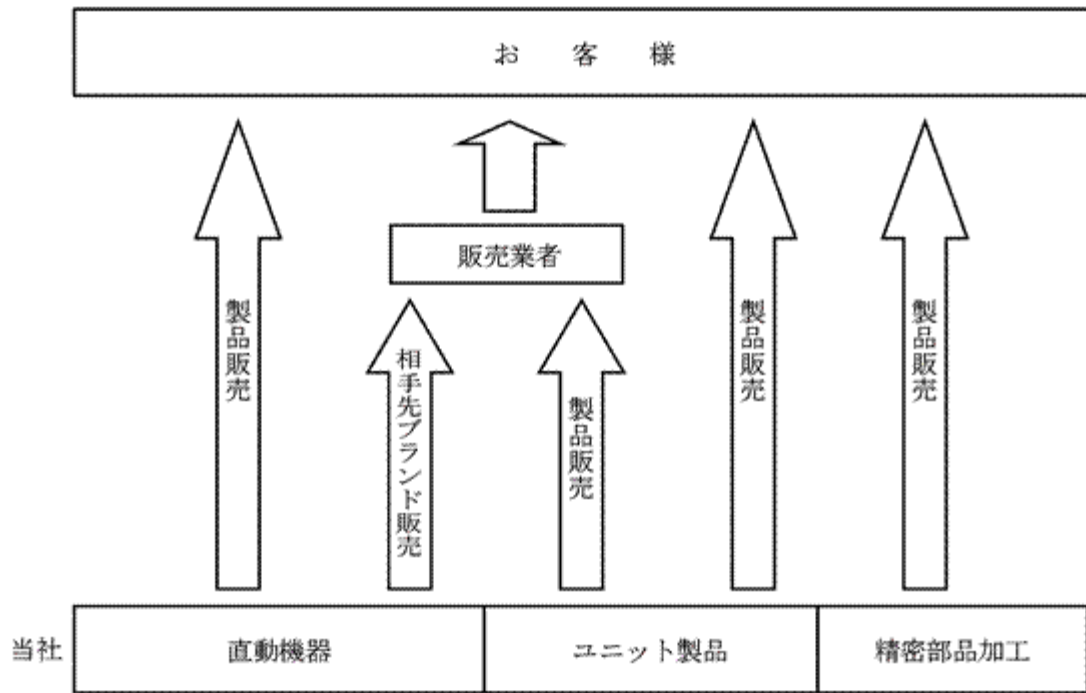 お客様
販売業者
製品販売
相手先ブランド販売
製品販売
製品販売
製品販売
当社
直動機器
ユニット製品
精密部品加工